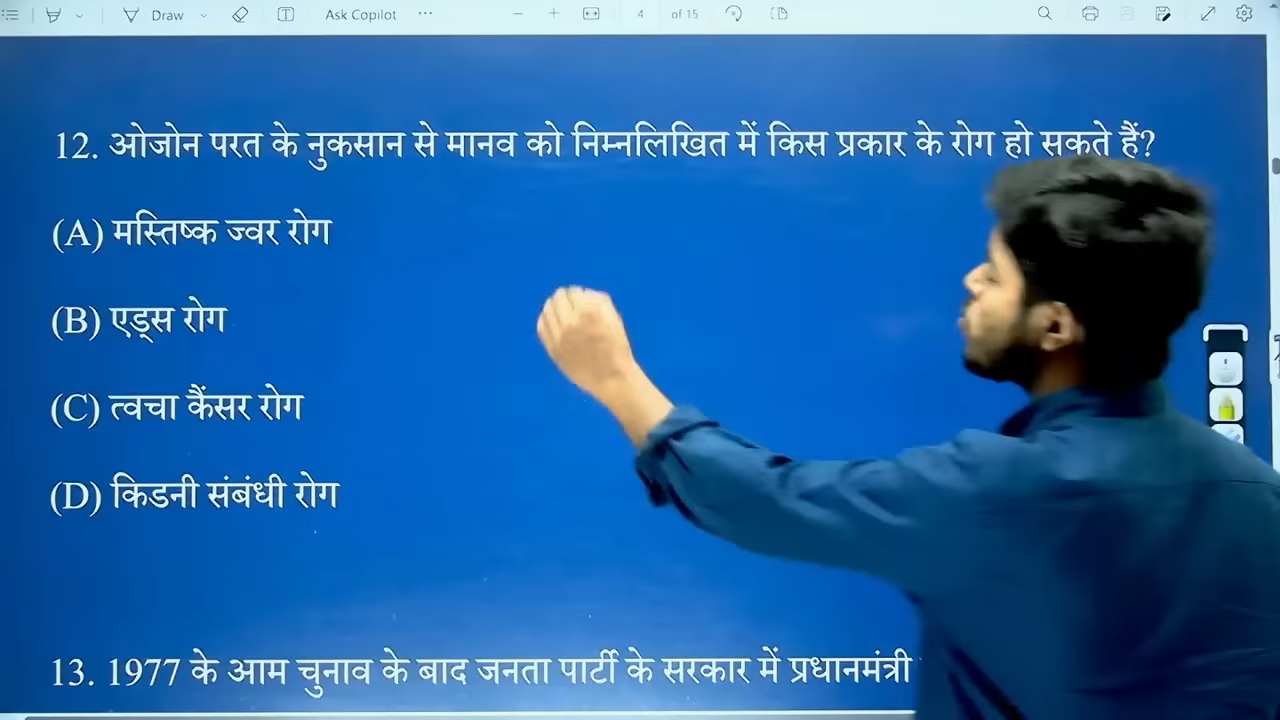 Draw
Ask Copilot
4 of 15
12. ओजोन परत के नुकसान से मानव को निम्नलिखित में किस प्रकार के रोग हो सकते हैं?
(A) मस्तिष्क ज्वर रोग
(B) एड्स रोग
(C) त्वचा कैंसर रोग
(D) किडनी संबंधी रोग
13. 1977 के आम चुनाव के बाद जनता पार्टी के सरकार में प्रधानमंत्री